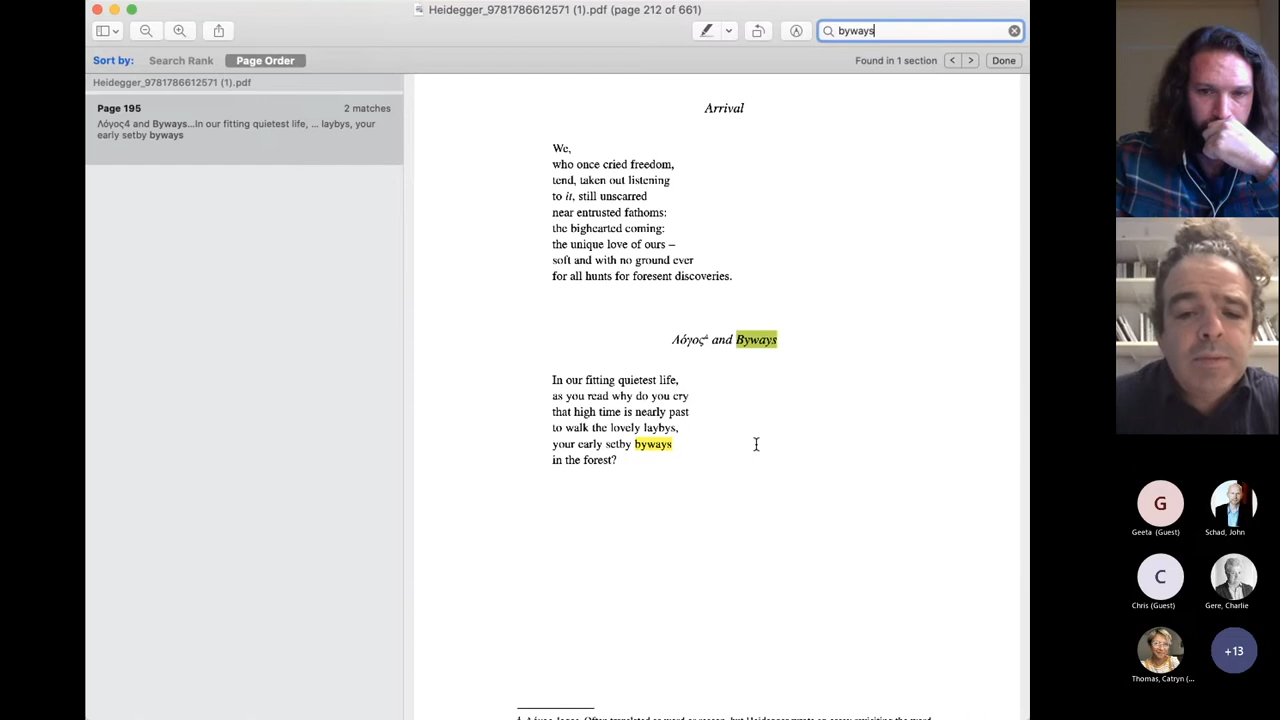 Heidegger_9781786612571 (1).pdf (page 212 of 661)
byways
Sort by: Search Rank Page Order
Found in 1 section < > Done
Heidegger_9781786612571 (1).pdf
Page 195 2 matches
Λόγος4 and Byways...In our fitting quietest life, ... laybys, your
early setby byways
Arrival
We,
who once cried freedom,
tend, taken out listening
to it, still unscarred
near entrusted fathoms:
the bighearted coming:
the unique love of ours –
soft and with no ground ever
for all hunts for foresent discoveries.
Λόγος4 and Byways
In our fitting quietest life,
as you read why do you cry
that high time is nearly past
to walk the lovely laybys,
your early setby byways
in the forest?
G
Geeta (Guest) Schad, John
C
Chris (Guest) Gere, Charlie
+13
Thomas, Catryn (...